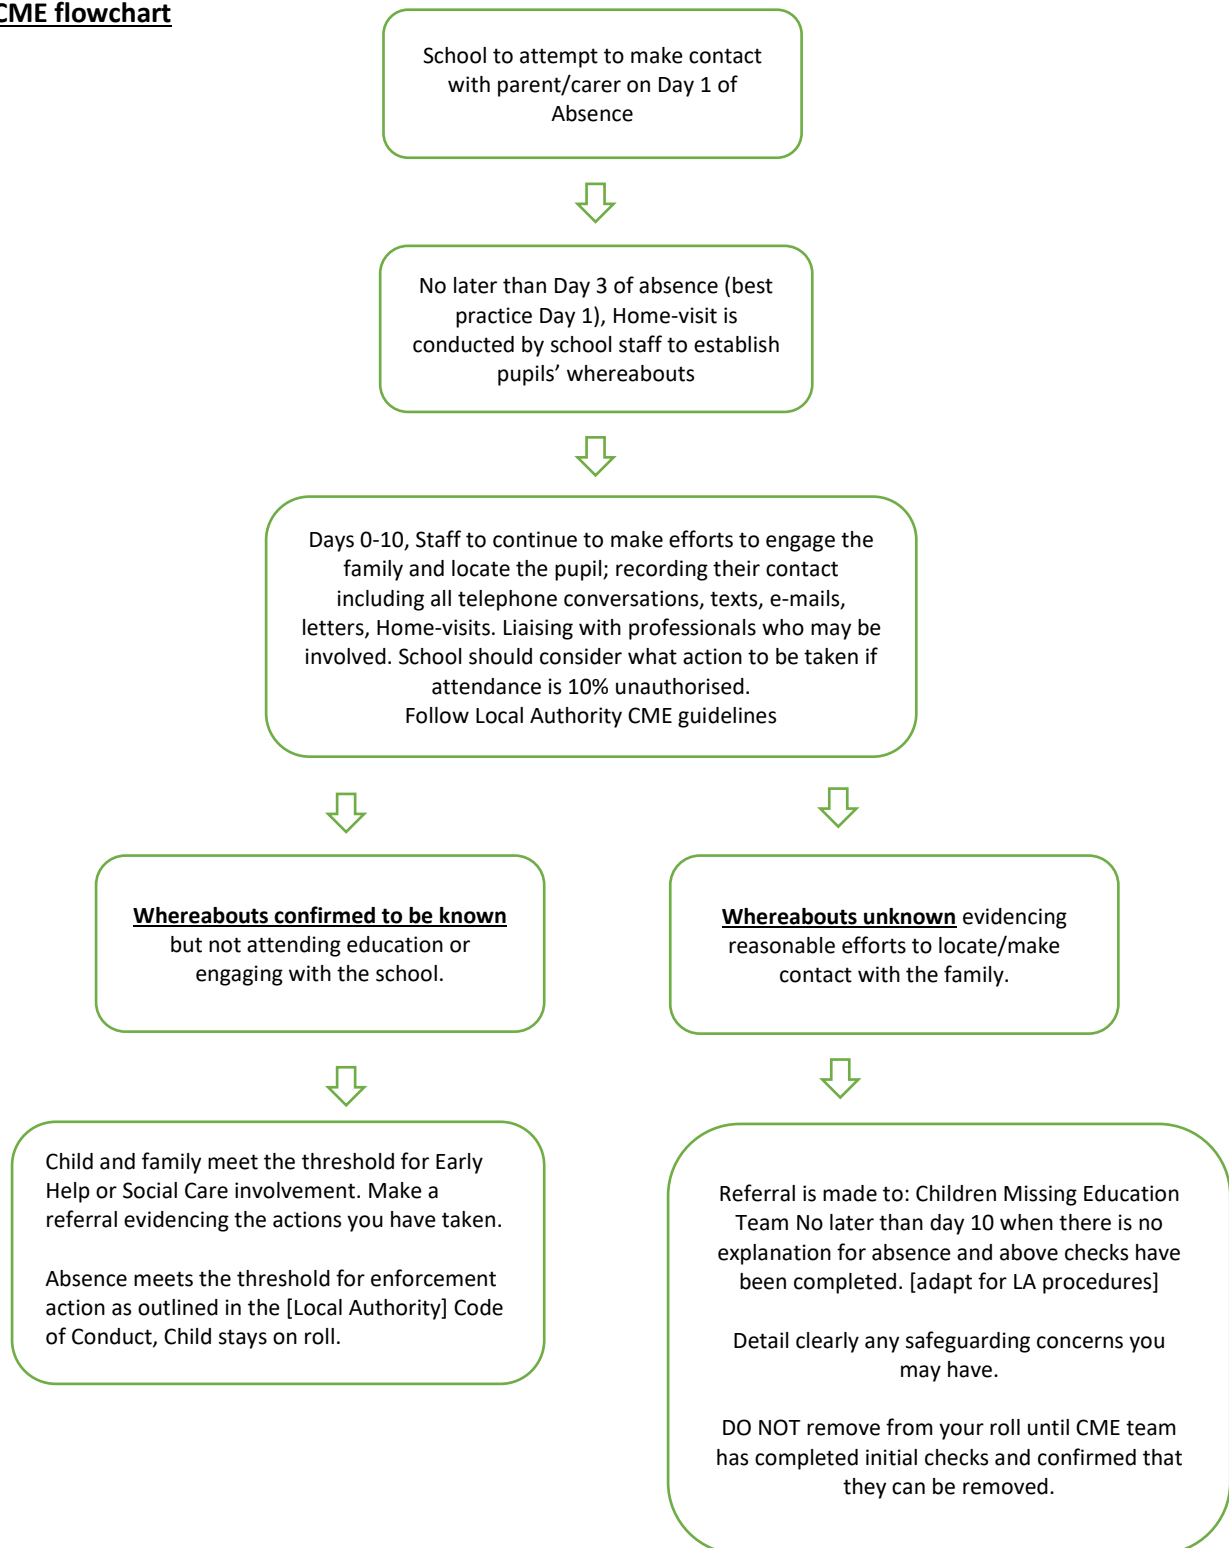 CME flowchart
School to attempt to make contact
with parent/carer on Day 1 of
Absence
No later than Day 3 of absence (best
practice Day 1), Home-visit is
conducted by school staff to establish
pupils’ whereabouts
Days 0-10, Staff to continue to make efforts to engage the
family and locate the pupil; recording their contact
including all telephone conversations, texts, e-mails,
letters, Home-visits. Liaising with professionals who may be
involved. School should consider what action to be taken if
attendance is 10% unauthorised.
Follow Local Authority CME guidelines
Whereabouts confirmed to be known
but not attending education or
engaging with the school.
Whereabouts unknown evidencing
reasonable efforts to locate/make
contact with the family.
Child and family meet the threshold for Early
Help or Social Care involvement. Make a
referral evidencing the actions you have taken.
Absence meets the threshold for enforcement
action as outlined in the [Local Authority] Code
of Conduct, Child stays on roll.
Referral is made to: Children Missing Education
Team No later than day 10 when there is no
explanation for absence and above checks have
been completed. [adapt for LA procedures]
Detail clearly any safeguarding concerns you
may have.
DO NOT remove from your roll until CME team
has completed initial checks and confirmed that
they can be removed.